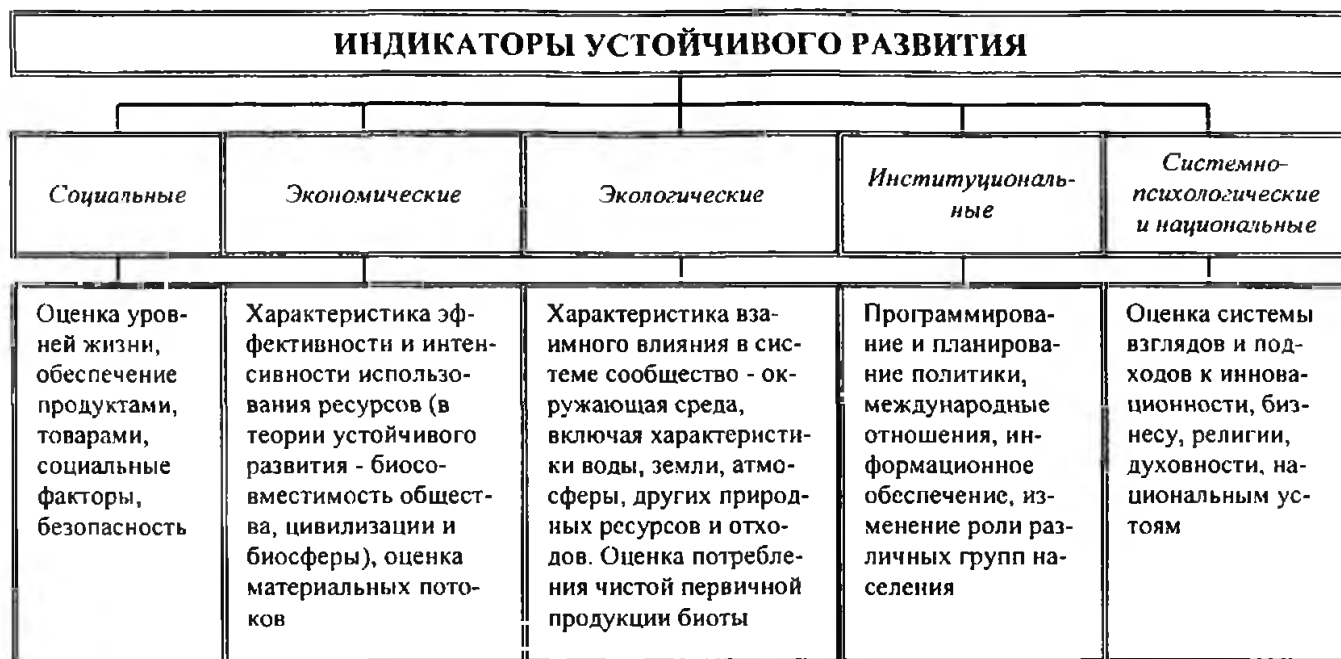 ИНДИКАТОРЫ УСТОЙЧИВОГО РАЗВИТИЯ
Социальные
Экономические
Экологические
Институциональ-
ные
Системно-
психологические
и национальные
Оценка уров-
ней жизни,
обеспечение
продуктами,
товарами,
социальные
факторы,
безопасность
Характеристика эф-
фективности и интен-
сивности использо-
вания ресурсов (в
теории устойчивого
развития - биосо-
вместимость общест-
ва, цивилизации и
биосферы), оценка
материальных пото-
ков
Характеристика вза-
имного влияния в сис-
теме сообщество - ок-
ружающая среда,
включая характеристи-
ки воды, земли, атмо-
сферы, других природ-
ных ресурсов и отхо-
дов. Оценка потребле-
ния чистой первичной
продукции биоты
Программирова-
ние и планирова-
ние политики,
международные
отношения, ин-
формационное
обеспечение, из-
менение роли раз-
личных групп на-
селения
Оценка системы
взглядов и под-
ходов к иннова-
ционности, биз-
несу, религии,
духовности, на-
циональным ус-
тоям